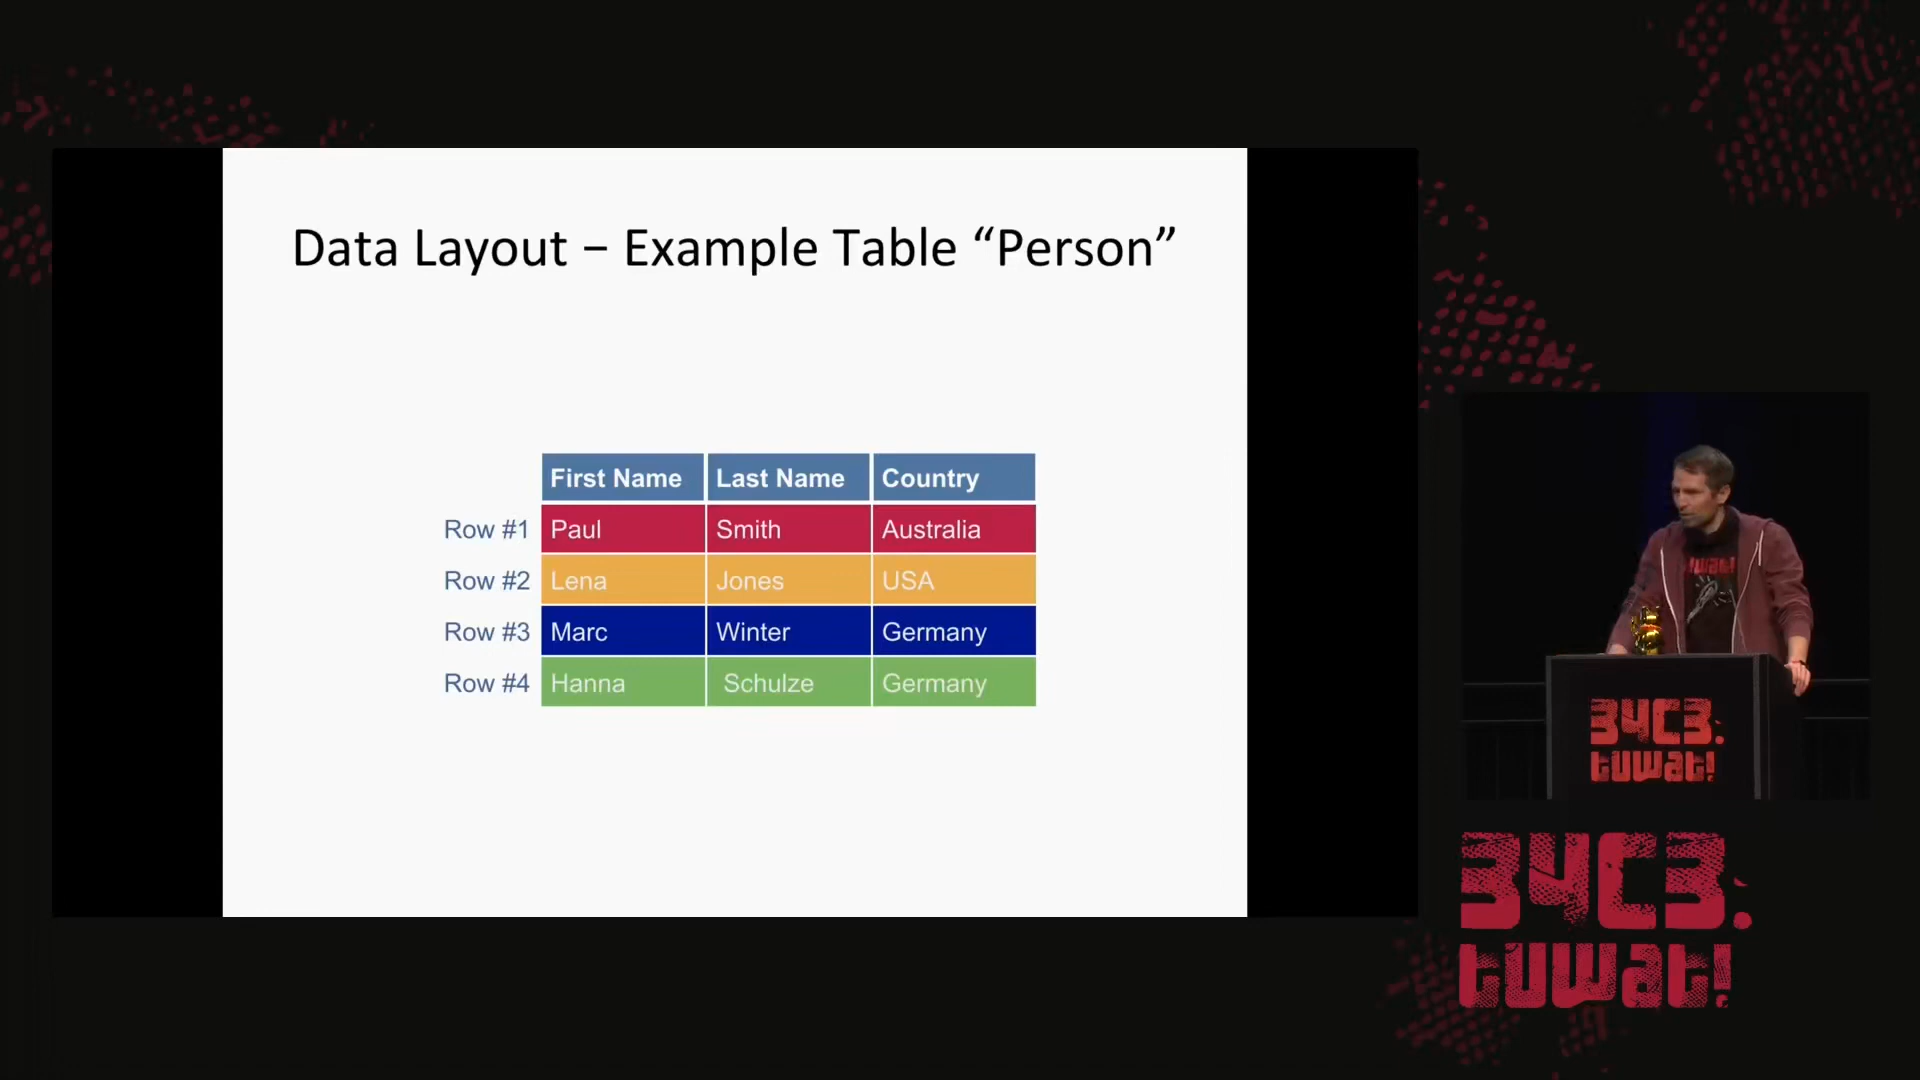 Data Layout – Example Table “Person”
First Name Last Name Country
Row #1 Paul Smith Australia
Row #2 Lena Jones USA
Row #3 Marc Winter Germany
Row #4 Hanna Schulze Germany
tuwat!
34C3.
tuwat!
34C3.
tuwat!